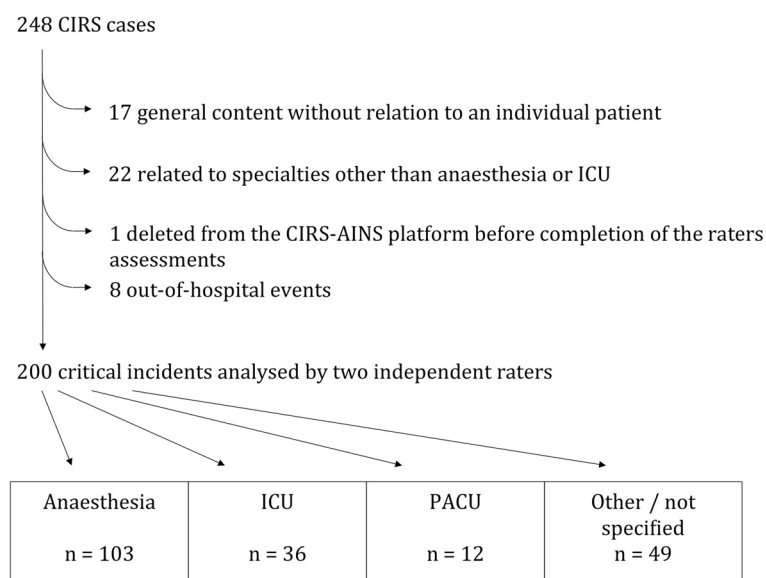 248 CIRS cases
17 general content without relation to an individual patient
22 related to specialties other than anaesthesia or ICU
1 deleted from the CIRS-AINS platform before completion of the raters
assessments
8 out-of-hospital events
200 critical incidents analysed by two independent raters
Anaesthesia
n = 103
ICU
n = 36
PACU
n = 12
Other / not
specified
n = 49